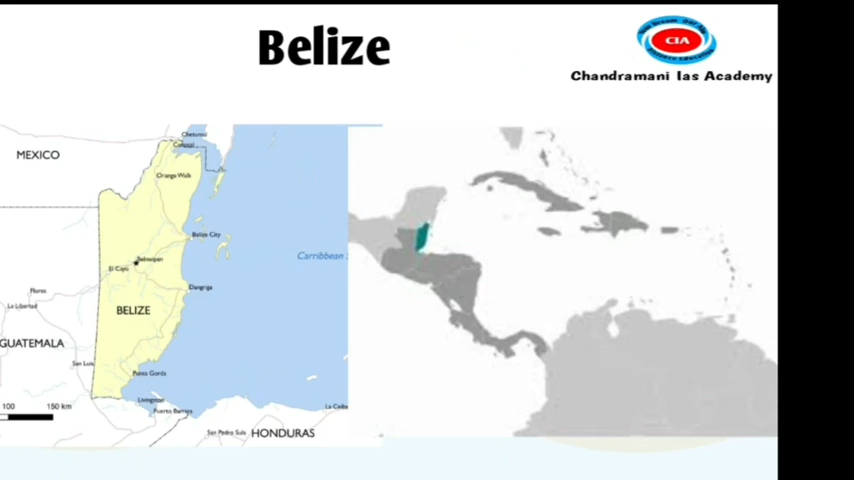 Belize
CIA
Chandramani Ias Academy
Chetumal
Corozal
MEXICO
Orange Walk
Belize City
Belmopan
El Cayo
Carribbean S
Dangriga
Flores
La Libertad
BELIZE
GUATEMALA
San Luis
Punta Gorda
Livingston
100 150 km
Puerto Barrios
La Ceiba
San Pedro Sula
HONDURAS